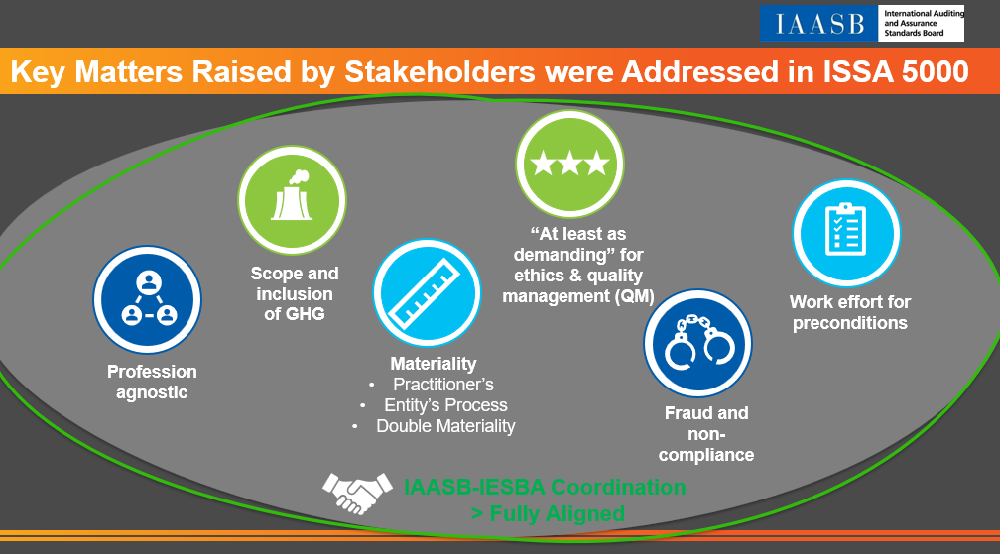 IAASB
International Auditing
and Assurance
Standards Board
Key Matters Raised by Stakeholders were Addressed in ISSA 5000
Profession
agnostic
Scope and
inclusion
of GHG
Materiality
• Practitioner’s
• Entity’s Process
• Double Materiality
“At least as
demanding” for
ethics & quality
management (QM)
Fraud and
non-
compliance
Work effort for
preconditions
IAASB-IESBA Coordination
> Fully Aligned